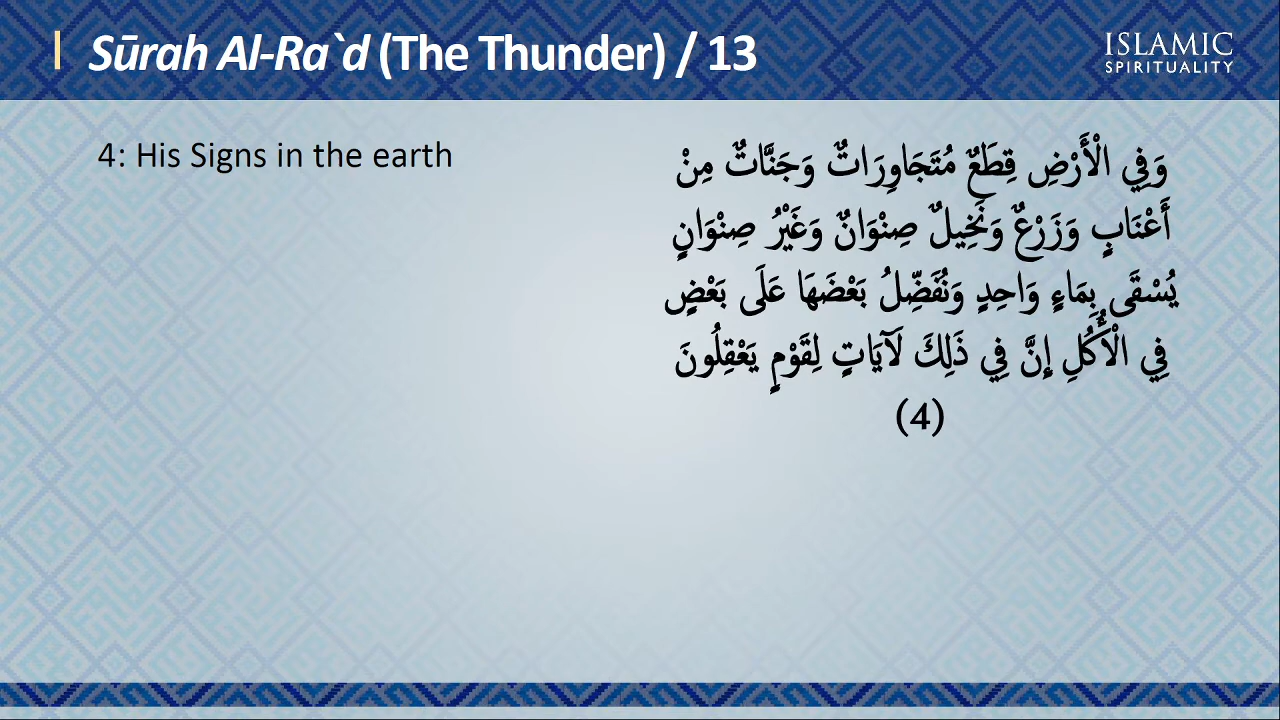 Sūrah Al-Ra`d (The Thunder) / 13
ISLAMIC
SPIRITUALITY
4: His Signs in the earth
وَفِي الْأَرْضِ قِطَعٌ مُتَجَاوِرَاتٌ وَجَنَّاتٌ مِنْ
أَعْنَابٍ وَزَرْعٌ وَنَخِيلٌ صِنْوَانٌ وَغَيْرُ صِنْوَانٍ
يُسْقَى بِمَاءٍ وَاحِدٍ وَنُفَضِّلُ بَعْضَهَا عَلَى بَعْضٍ
فِي الْأُكُلِ إِنَّ فِي ذَلِكَ لَآيَاتٍ لِقَوْمٍ يَعْقِلُونَ
(4)